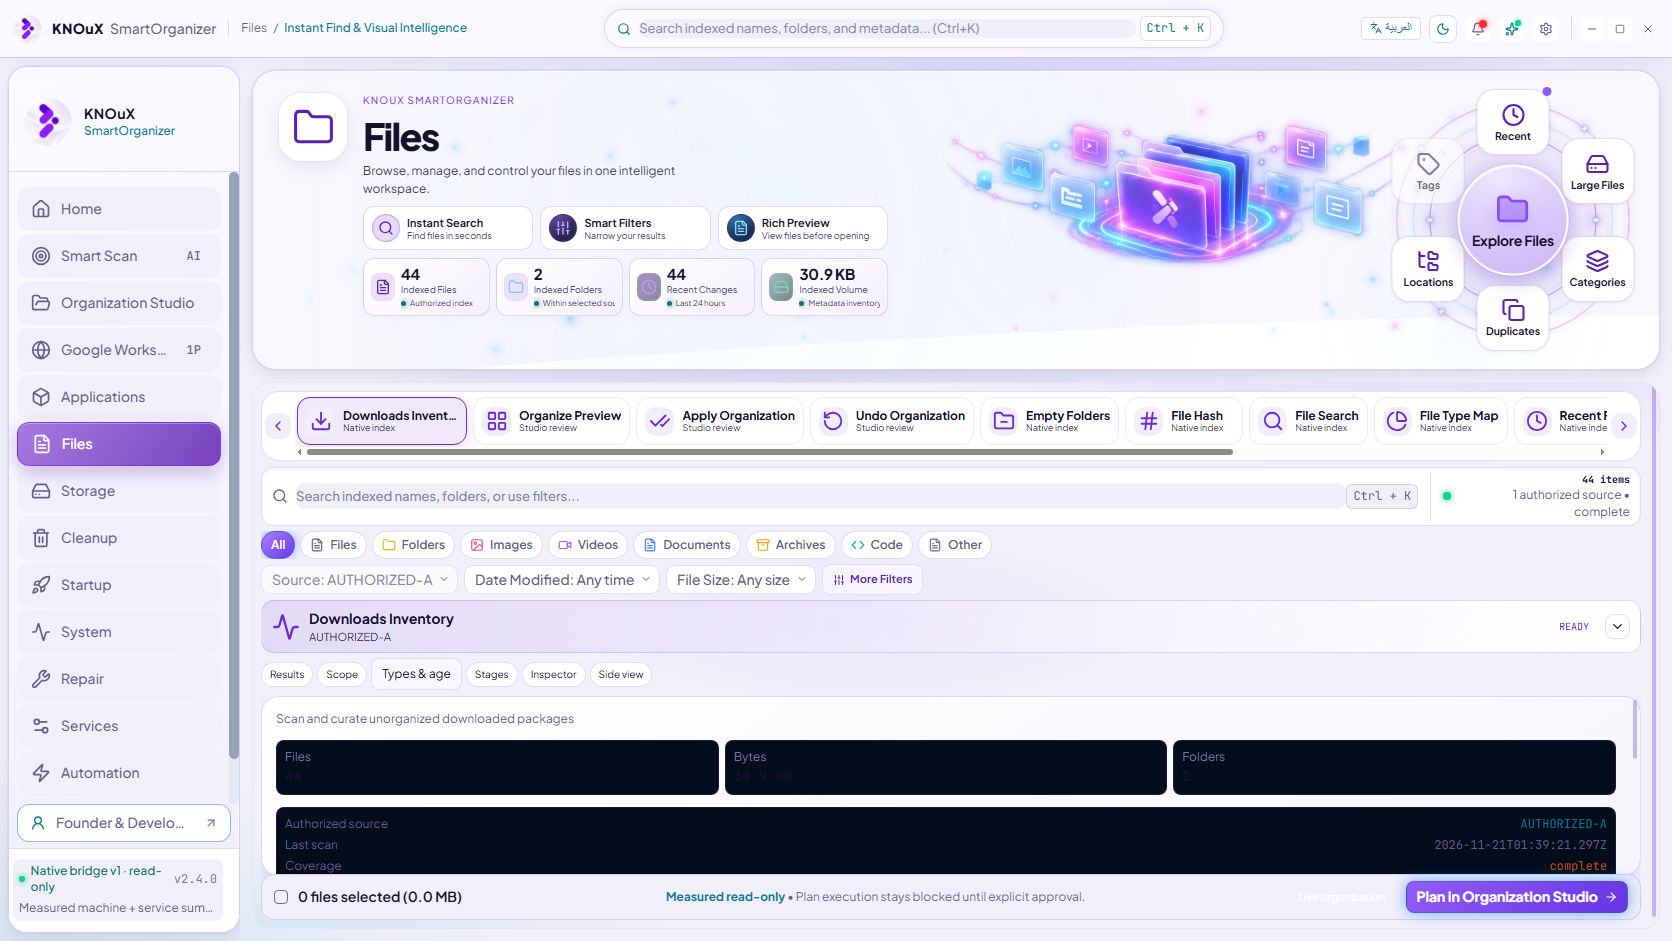 KNOuX SmartOrganizer
Files / Instant Find & Visual Intelligence
Search indexed names, folders, and metadata... (Ctrl+K)
Ctrl + K
العربية
KNOuX
SmartOrganizer
Home
Smart Scan AI
Organization Studio
Google Works... 1P
Applications
Files
Storage
Cleanup
Startup
System
Repair
Services
Automation
Founder & Develo...
Native bridge v1 · read-only
v2.4.0
Measured machine + service sum...
KNOUX SMARTORGANIZER
Files
Browse, manage, and control your files in one intelligent
workspace.
Instant Search
Find files in seconds
Smart Filters
Narrow your results
Rich Preview
View files before opening
44
Indexed Files
Authorized index
2
Indexed Folders
Within selected sou
44
Recent Changes
Last 24 hours
30.9 KB
Indexed Volume
Metadata inventory
Recent
Tags
Large Files
Explore Files
Locations
Categories
Duplicates
Downloads Invent...
Native index
Organize Preview
Studio review
Apply Organization
Studio review
Undo Organization
Studio review
Empty Folders
Native index
File Hash
Native index
File Search
Native index
File Type Map
Native index
Recent F
Native inde
Search indexed names, folders, or use filters...
Ctrl + K
44 items
1 authorized source •
complete
All
Files
Folders
Images
Videos
Documents
Archives
Code
Other
Source: AUTHORIZED-A
Date Modified: Any time
File Size: Any size
More Filters
Downloads Inventory
AUTHORIZED-A
READY
Results
Scope
Types & age
Stages
Inspector
Side view
Scan and curate unorganized downloaded packages
Files
44
Bytes
30.9 KB
Folders
2
Authorized source AUTHORIZED-A
Last scan 2026-11-21T01:39:21.297Z
Coverage complete
0 files selected (0.0 MB)
Measured read-only • Plan execution stays blocked until explicit approval.
Live organization
Plan in Organization Studio